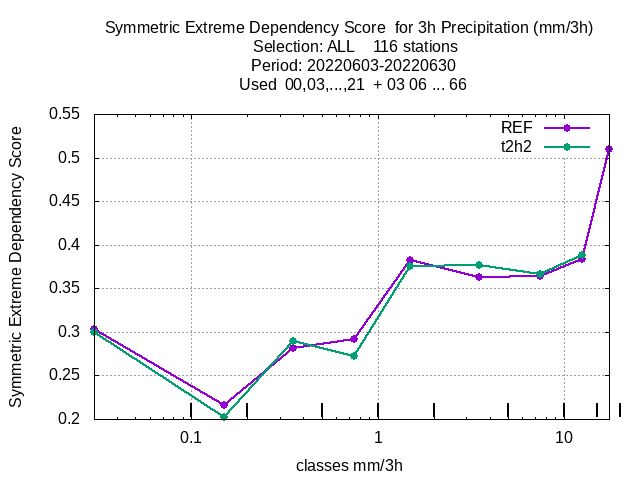 Symmetric Extreme Dependency Score  for 3h Precipitation (mm/3h)
Selection: ALL    116 stations
Period: 20220603-20220630
Used  00,03,...,21  + 03 06 ... 66
REF
t2h2
Symmetric Extreme Dependency Score
0.55
0.5
0.45
0.4
0.35
0.3
0.25
0.2
0.1
1
10
classes mm/3h